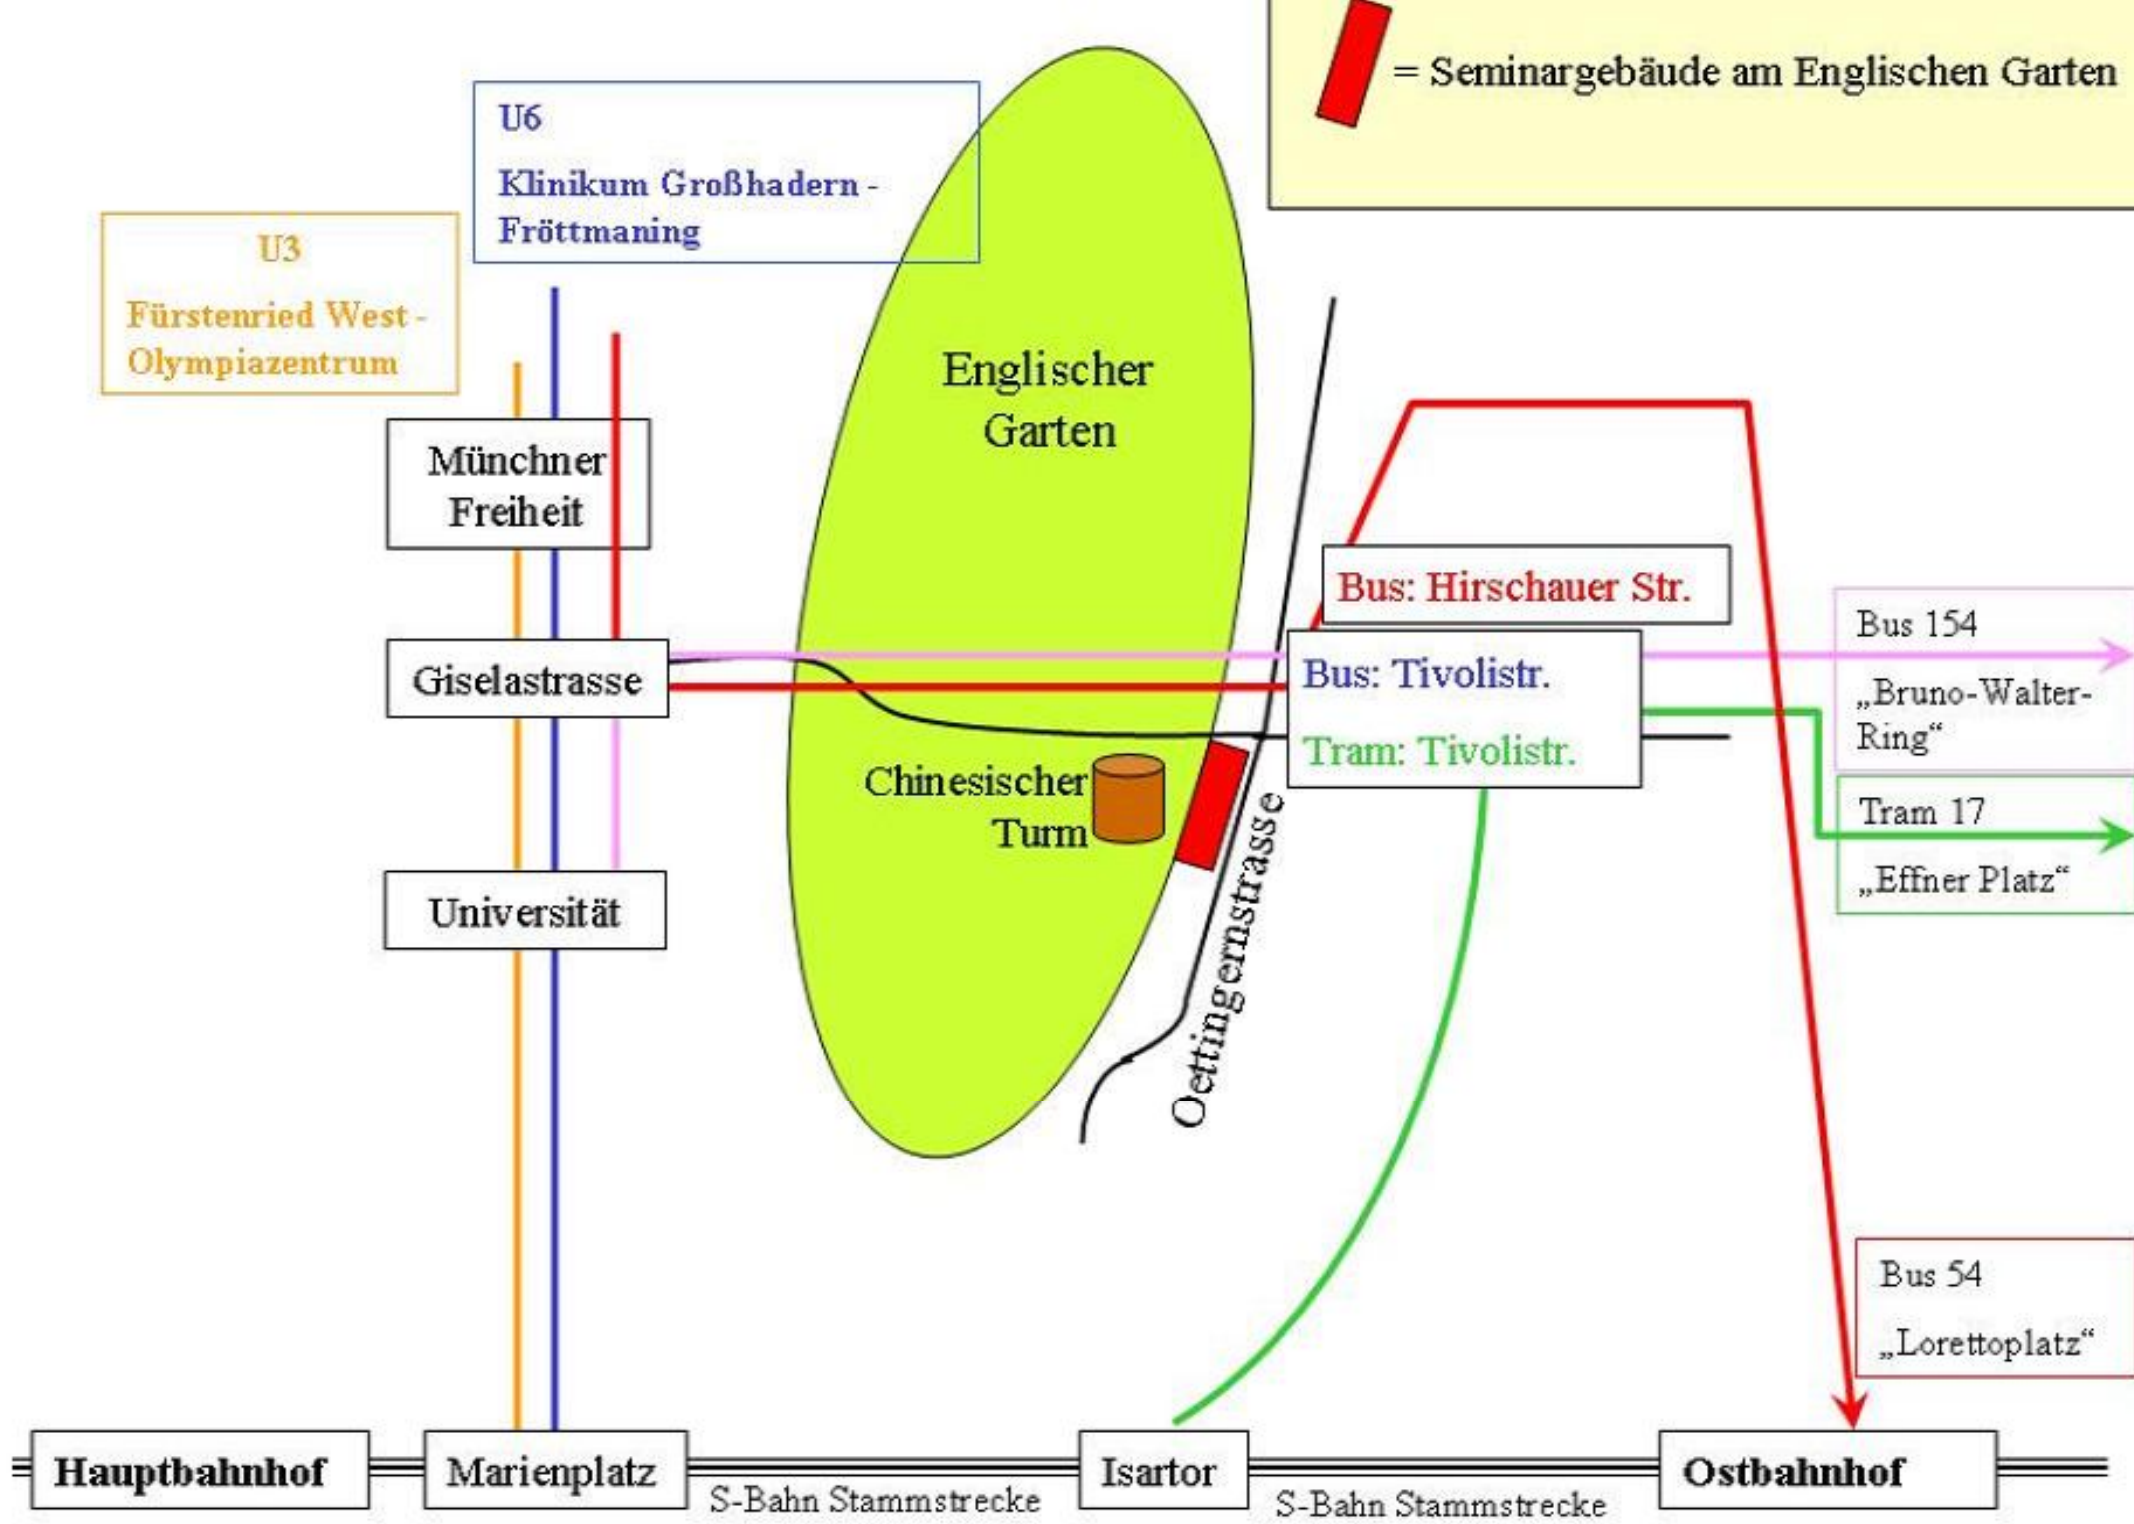 = Seminargebäude am Englischen Garten
U6
Klinikum Großhadern -
Fröttmaning
U3
Fürstenried West -
Olympiazentrum
Englischer
Garten
Münchner
Freiheit
Bus: Hirschauer Str.
Giselastrasse
Bus: Tivolistr.
Tram: Tivolistr.
Bus 154
„Bruno-Walter-
Ring“
Chinesischer
Turm
Tram 17
„Effner Platz“
Universität
Oettingernstrasse
Bus 54
„Lorettoplatz“
Hauptbahnhof
Marienplatz
S-Bahn Stammstrecke
Isartor
S-Bahn Stammstrecke
Ostbahnhof